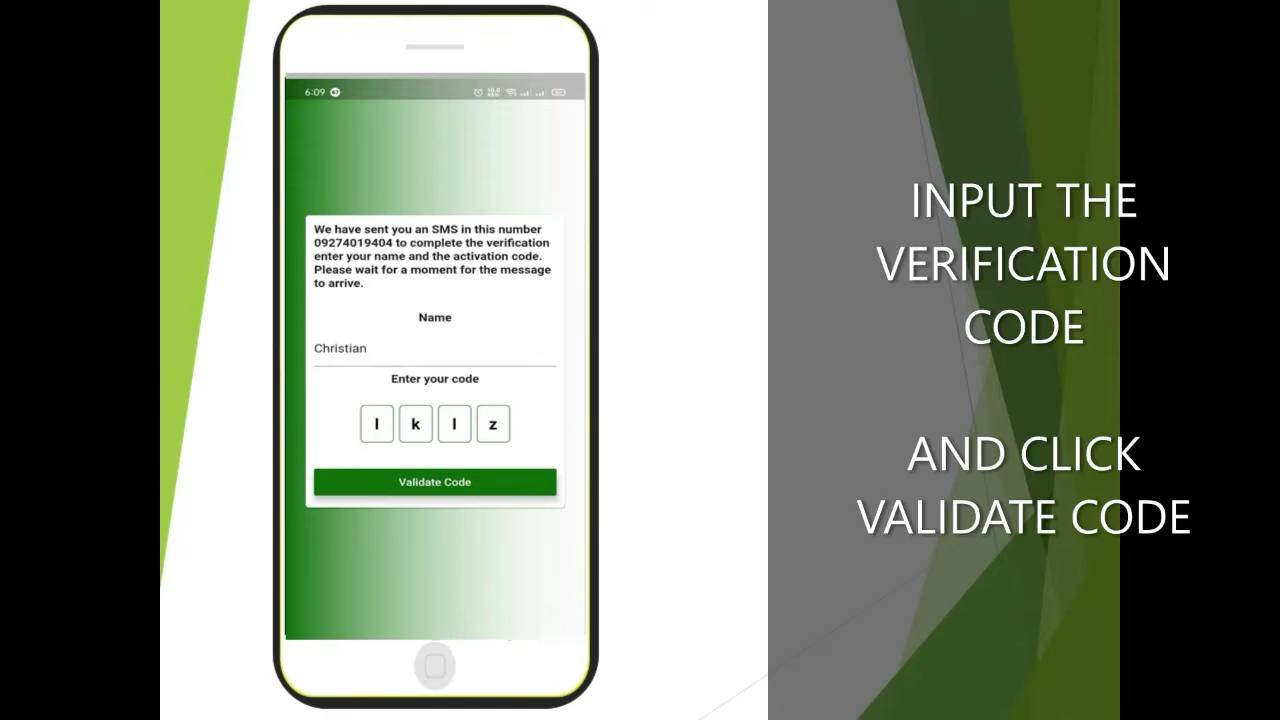 6:09
We have sent you an SMS in this number
09274019404 to complete the verification
enter your name and the activation code.
Please wait for a moment for the message
to arrive.
Name
Christian
Enter your code
l k l z
Validate Code
INPUT THE
VERIFICATION
CODE
AND CLICK
VALIDATE CODE